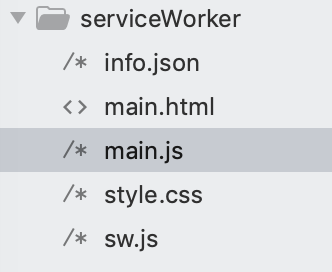 serviceWorker
/* info.json
<> main.html
/* main.js
/* style.css
/* sw.js